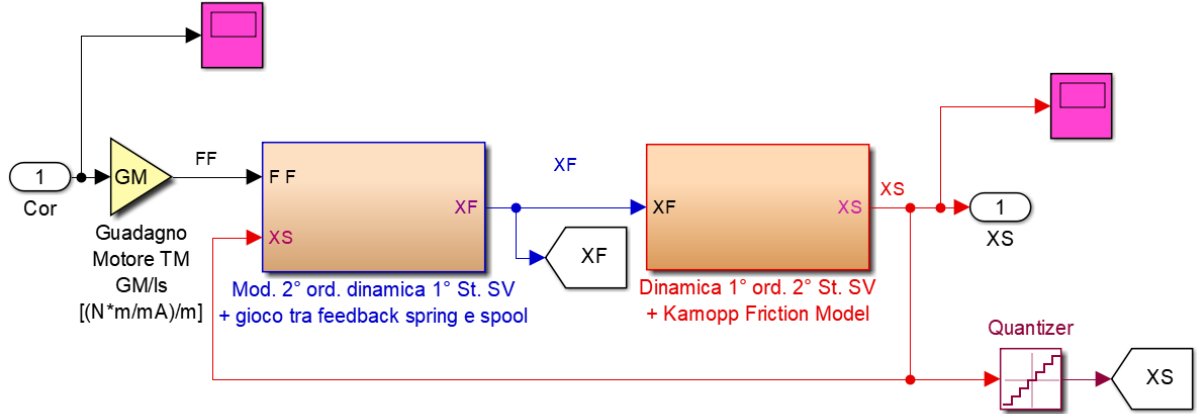 1
Cor
GM
FF
Guadagno
Motore TM
GM/ls
[(N*m/mA)/m]
F F
XS
XF
Mod. 2° ord. dinamica 1° St. SV
+ gioco tra feedback spring e spool
XF
XF
XF
XS
Dinamica 1° ord. 2° St. SV
+ Karnopp Friction Model
XS
1
XS
Quantizer
XS